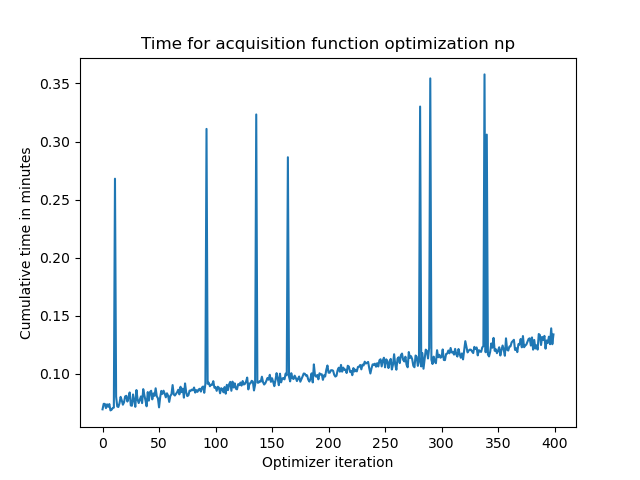 Time for acquisition function optimization np
Cumulative time in minutes
0.35
0.30
0.25
0.20
0.15
0.10
0 50 100 150 200 250 300 350 400
Optimizer iteration